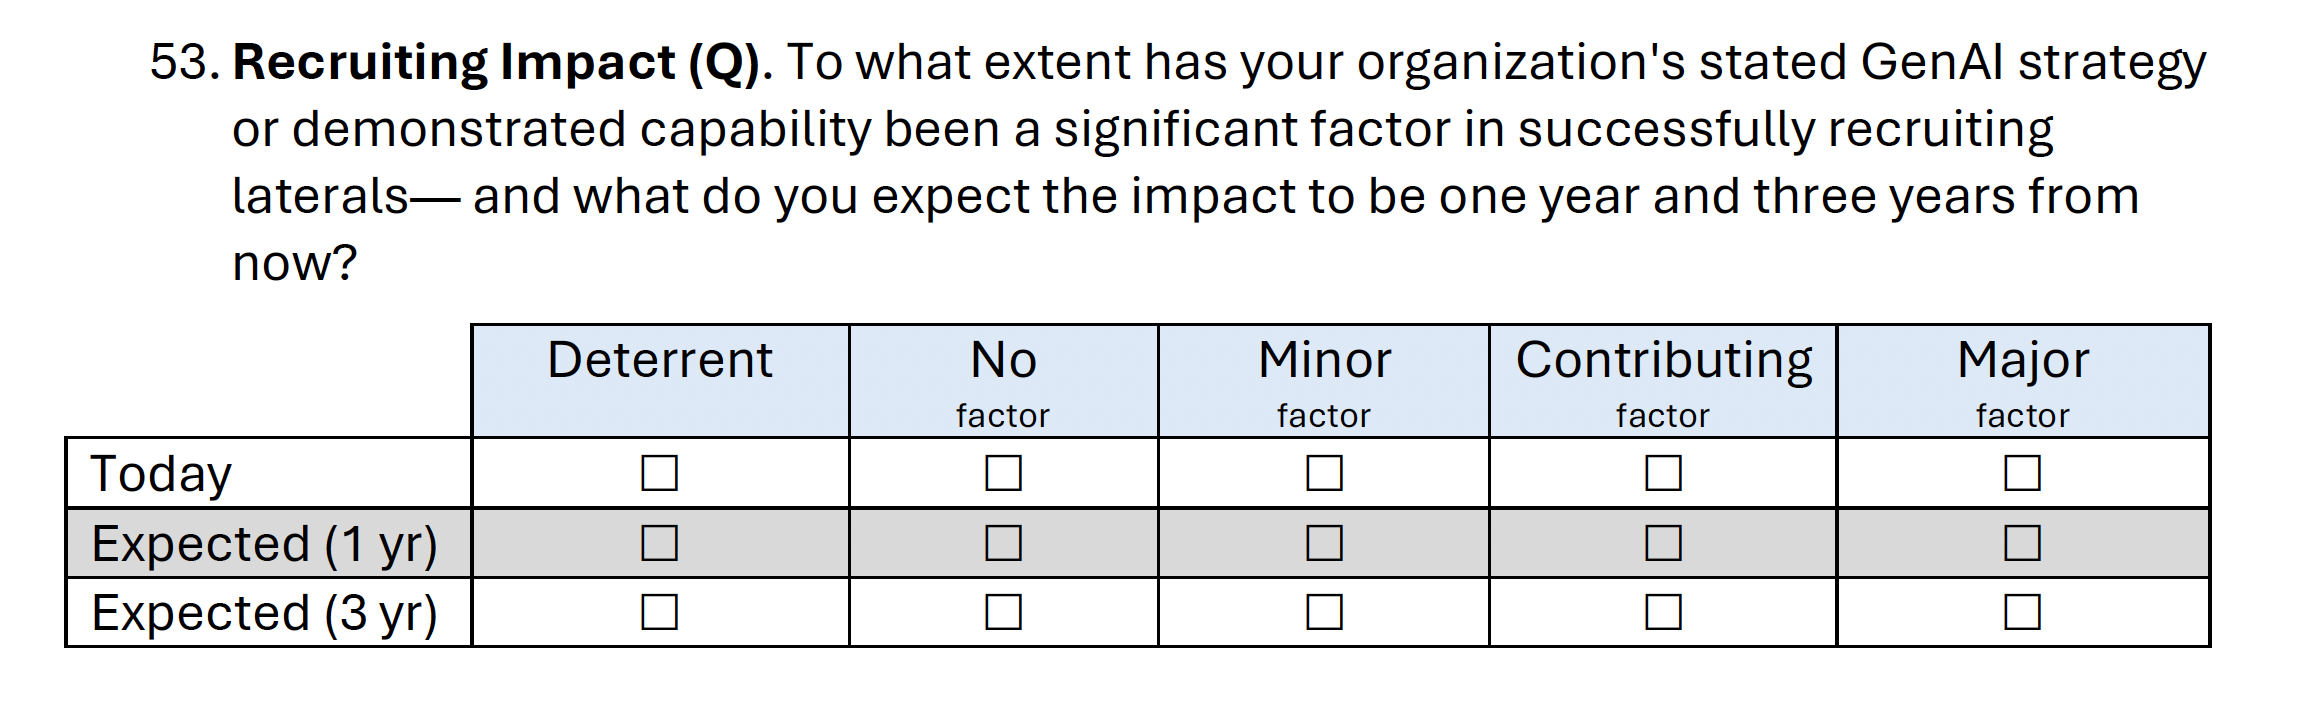 53. Recruiting Impact (Q). To what extent has your organization's stated GenAI strategy
or demonstrated capability been a significant factor in successfully recruiting
laterals— and what do you expect the impact to be one year and three years from
now?
Deterrent No factor Minor factor Contributing factor Major factor
Today ☐ ☐ ☐ ☐ ☐
Expected (1 yr) ☐ ☐ ☐ ☐ ☐
Expected (3 yr) ☐ ☐ ☐ ☐ ☐